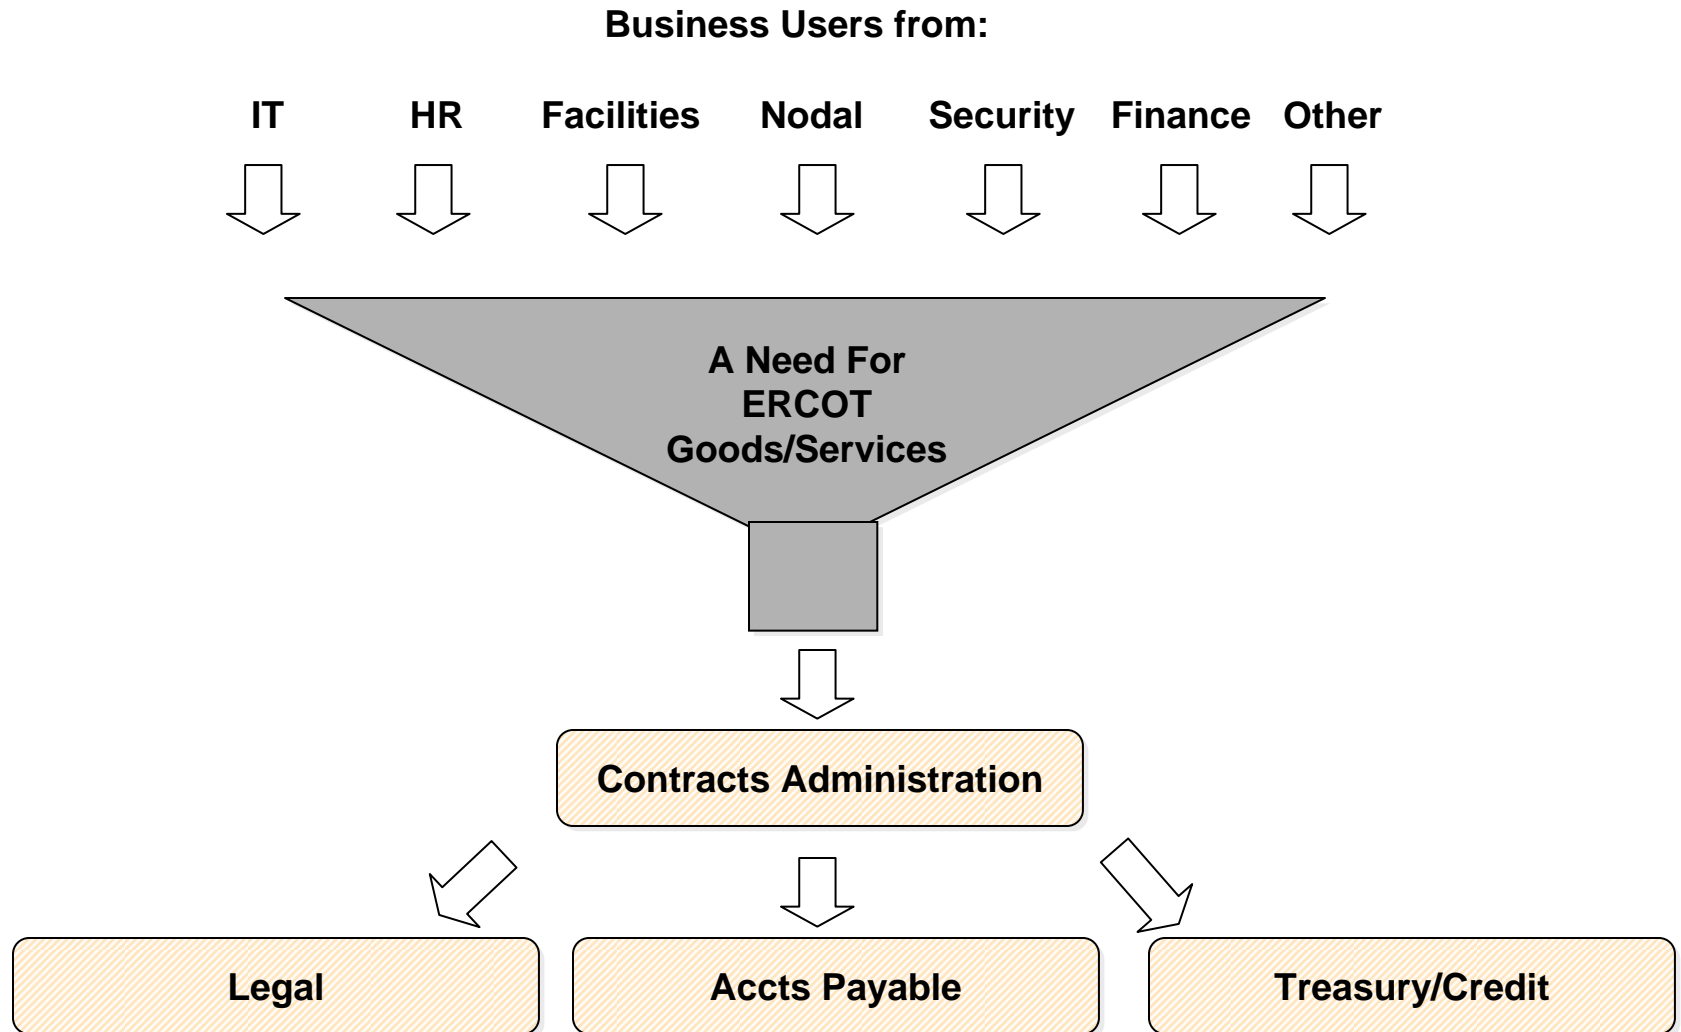 Business Users from:
IT HR Facilities Nodal Security Finance Other
A Need For
ERCOT
Goods/Services
Contracts Administration
Legal Accts Payable Treasury/Credit